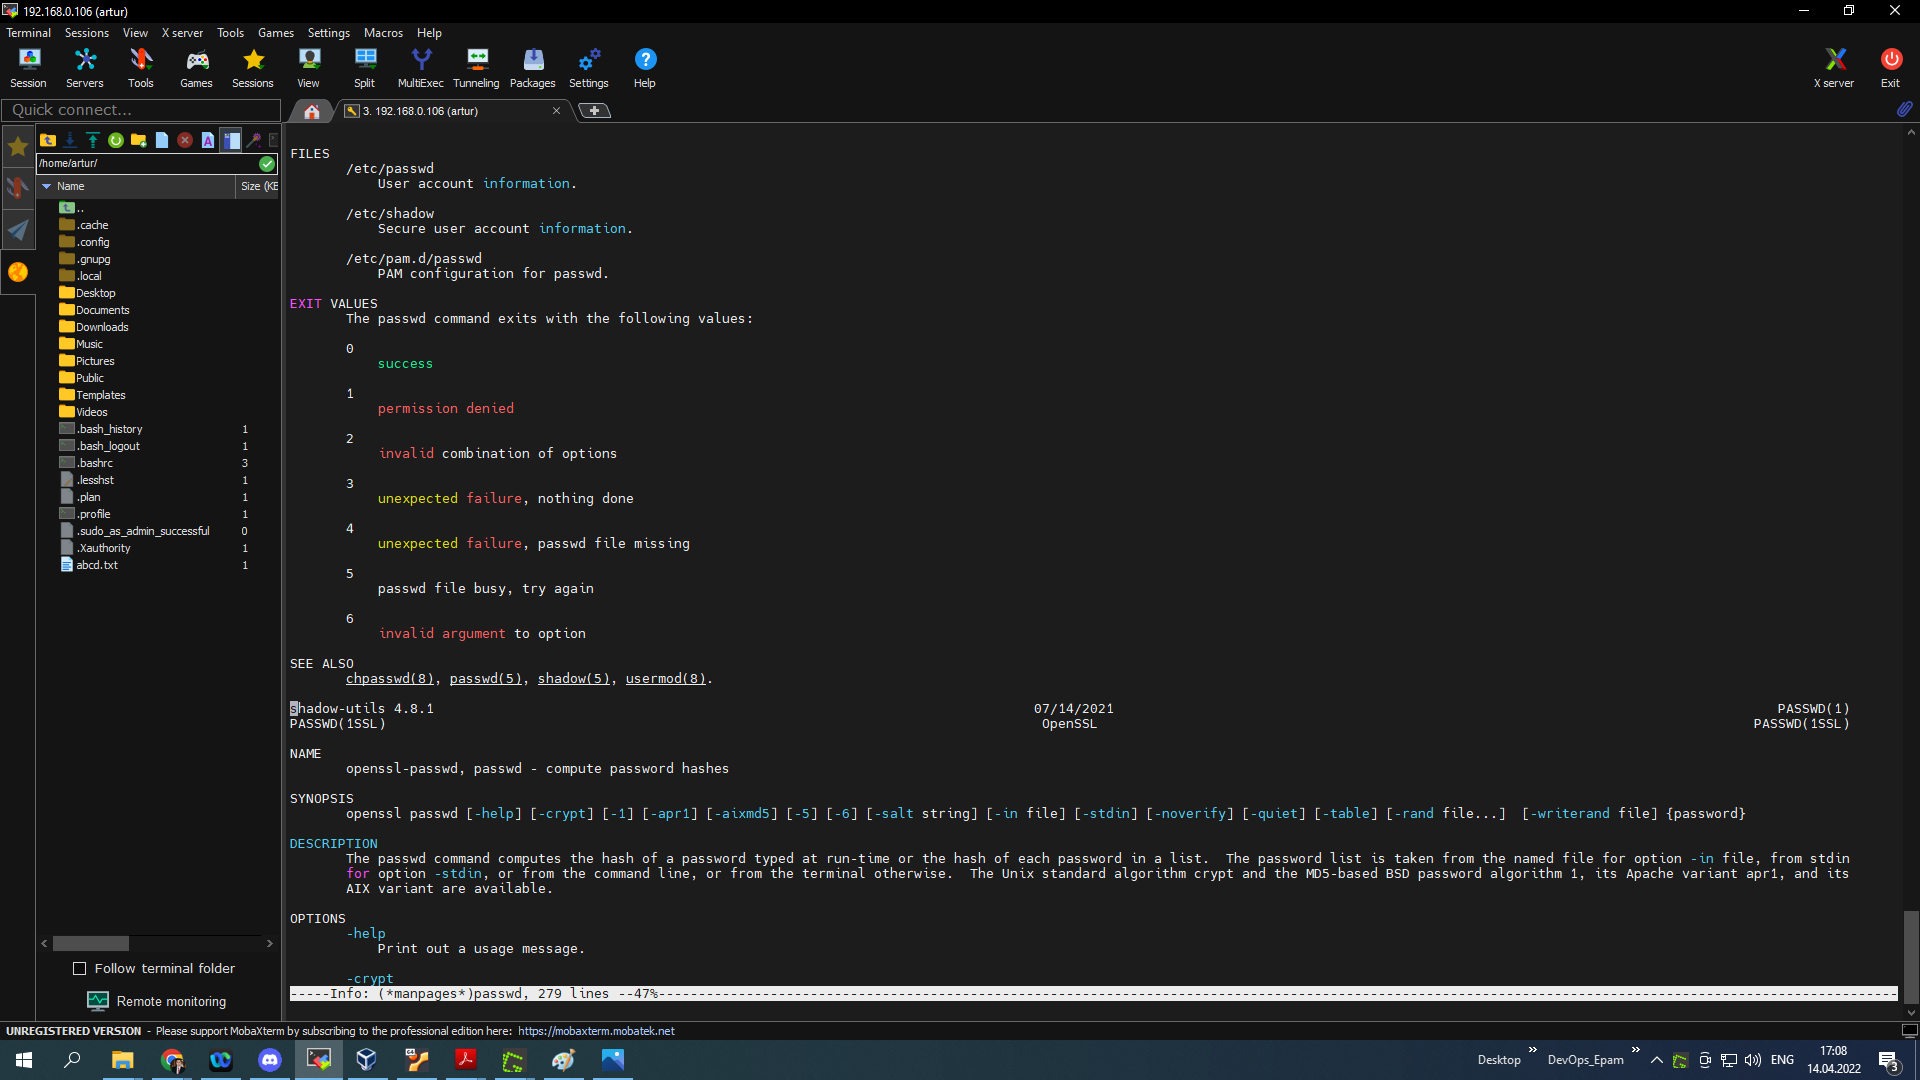 192.168.0.106 (artur)
Terminal Sessions View X server Tools Games Settings Macros Help
Session Servers Tools Games Sessions View Split MultiExec Tunneling Packages Settings Help X server Exit
Quick connect...
3. 192.168.0.106 (artur)
/home/artur/
Name Size (KB
..
.cache
.config
.gnupg
.local
Desktop
Documents
Downloads
Music
Pictures
Public
Templates
Videos
.bash_history 1
.bash_logout 1
.bashrc 3
.lesshst 1
.plan 1
.profile 1
.sudo_as_admin_successful 0
.Xauthority 1
abcd.txt 1
Follow terminal folder
Remote monitoring
FILES
/etc/passwd
User account information.
/etc/shadow
Secure user account information.
/etc/pam.d/passwd
PAM configuration for passwd.
EXIT VALUES
The passwd command exits with the following values:
0
success
1
permission denied
2
invalid combination of options
3
unexpected failure, nothing done
4
unexpected failure, passwd file missing
5
passwd file busy, try again
6
invalid argument to option
SEE ALSO
chpasswd(8), passwd(5), shadow(5), usermod(8).
shadow-utils 4.8.1 07/14/2021 PASSWD(1)
PASSWD(1SSL) OpenSSL PASSWD(1SSL)
NAME
openssl-passwd, passwd - compute password hashes
SYNOPSIS
openssl passwd [-help] [-crypt] [-1] [-apr1] [-aixmd5] [-5] [-6] [-salt string] [-in file] [-stdin] [-noverify] [-quiet] [-table] [-rand file...] [-writerand file] {password}
DESCRIPTION
The passwd command computes the hash of a password typed at run-time or the hash of each password in a list. The password list is taken from the named file for option -in file, from stdin
for option -stdin, or from the command line, or from the terminal otherwise. The Unix standard algorithm crypt and the MD5-based BSD password algorithm 1, its Apache variant apr1, and its
AIX variant are available.
OPTIONS
-help
Print out a usage message.
-crypt
-----Info: (*manpages*)passwd, 279 lines --47%-----
UNREGISTERED VERSION - Please support MobaXterm by subscribing to the professional edition here: https://mobaxterm.mobatek.net
Desktop DevOps_Epam ENG 17:08
14.04.2022
3